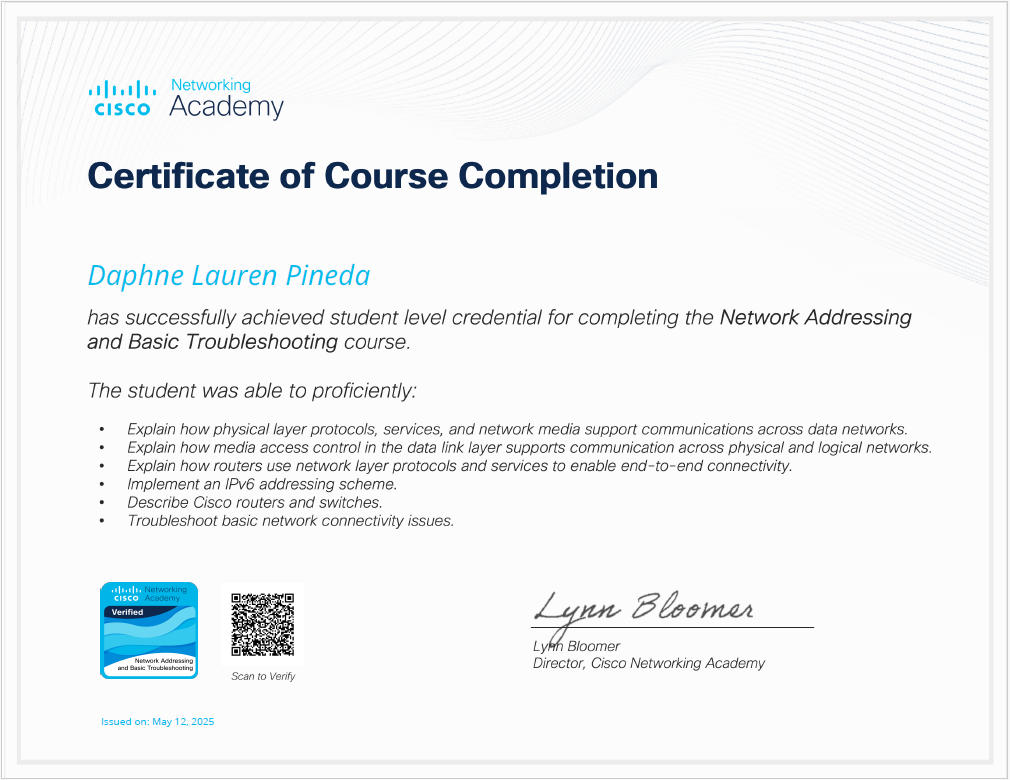 cisco
Networking
Academy
Certificate of Course Completion
Daphne Lauren Pineda
has successfully achieved student level credential for completing the Network Addressing
and Basic Troubleshooting course.
The student was able to proficiently:
• Explain how physical layer protocols, services, and network media support communications across data networks.
• Explain how media access control in the data link layer supports communication across physical and logical networks.
• Explain how routers use network layer protocols and services to enable end-to-end connectivity.
• Implement an IPv6 addressing scheme.
• Describe Cisco routers and switches.
• Troubleshoot basic network connectivity issues.
cisco
Networking
Academy
Verified
Network Addressing
and Basic Troubleshooting
Scan to Verify
Lynn Bloomer
Lynn Bloomer
Director, Cisco Networking Academy
Issued on: May 12, 2025